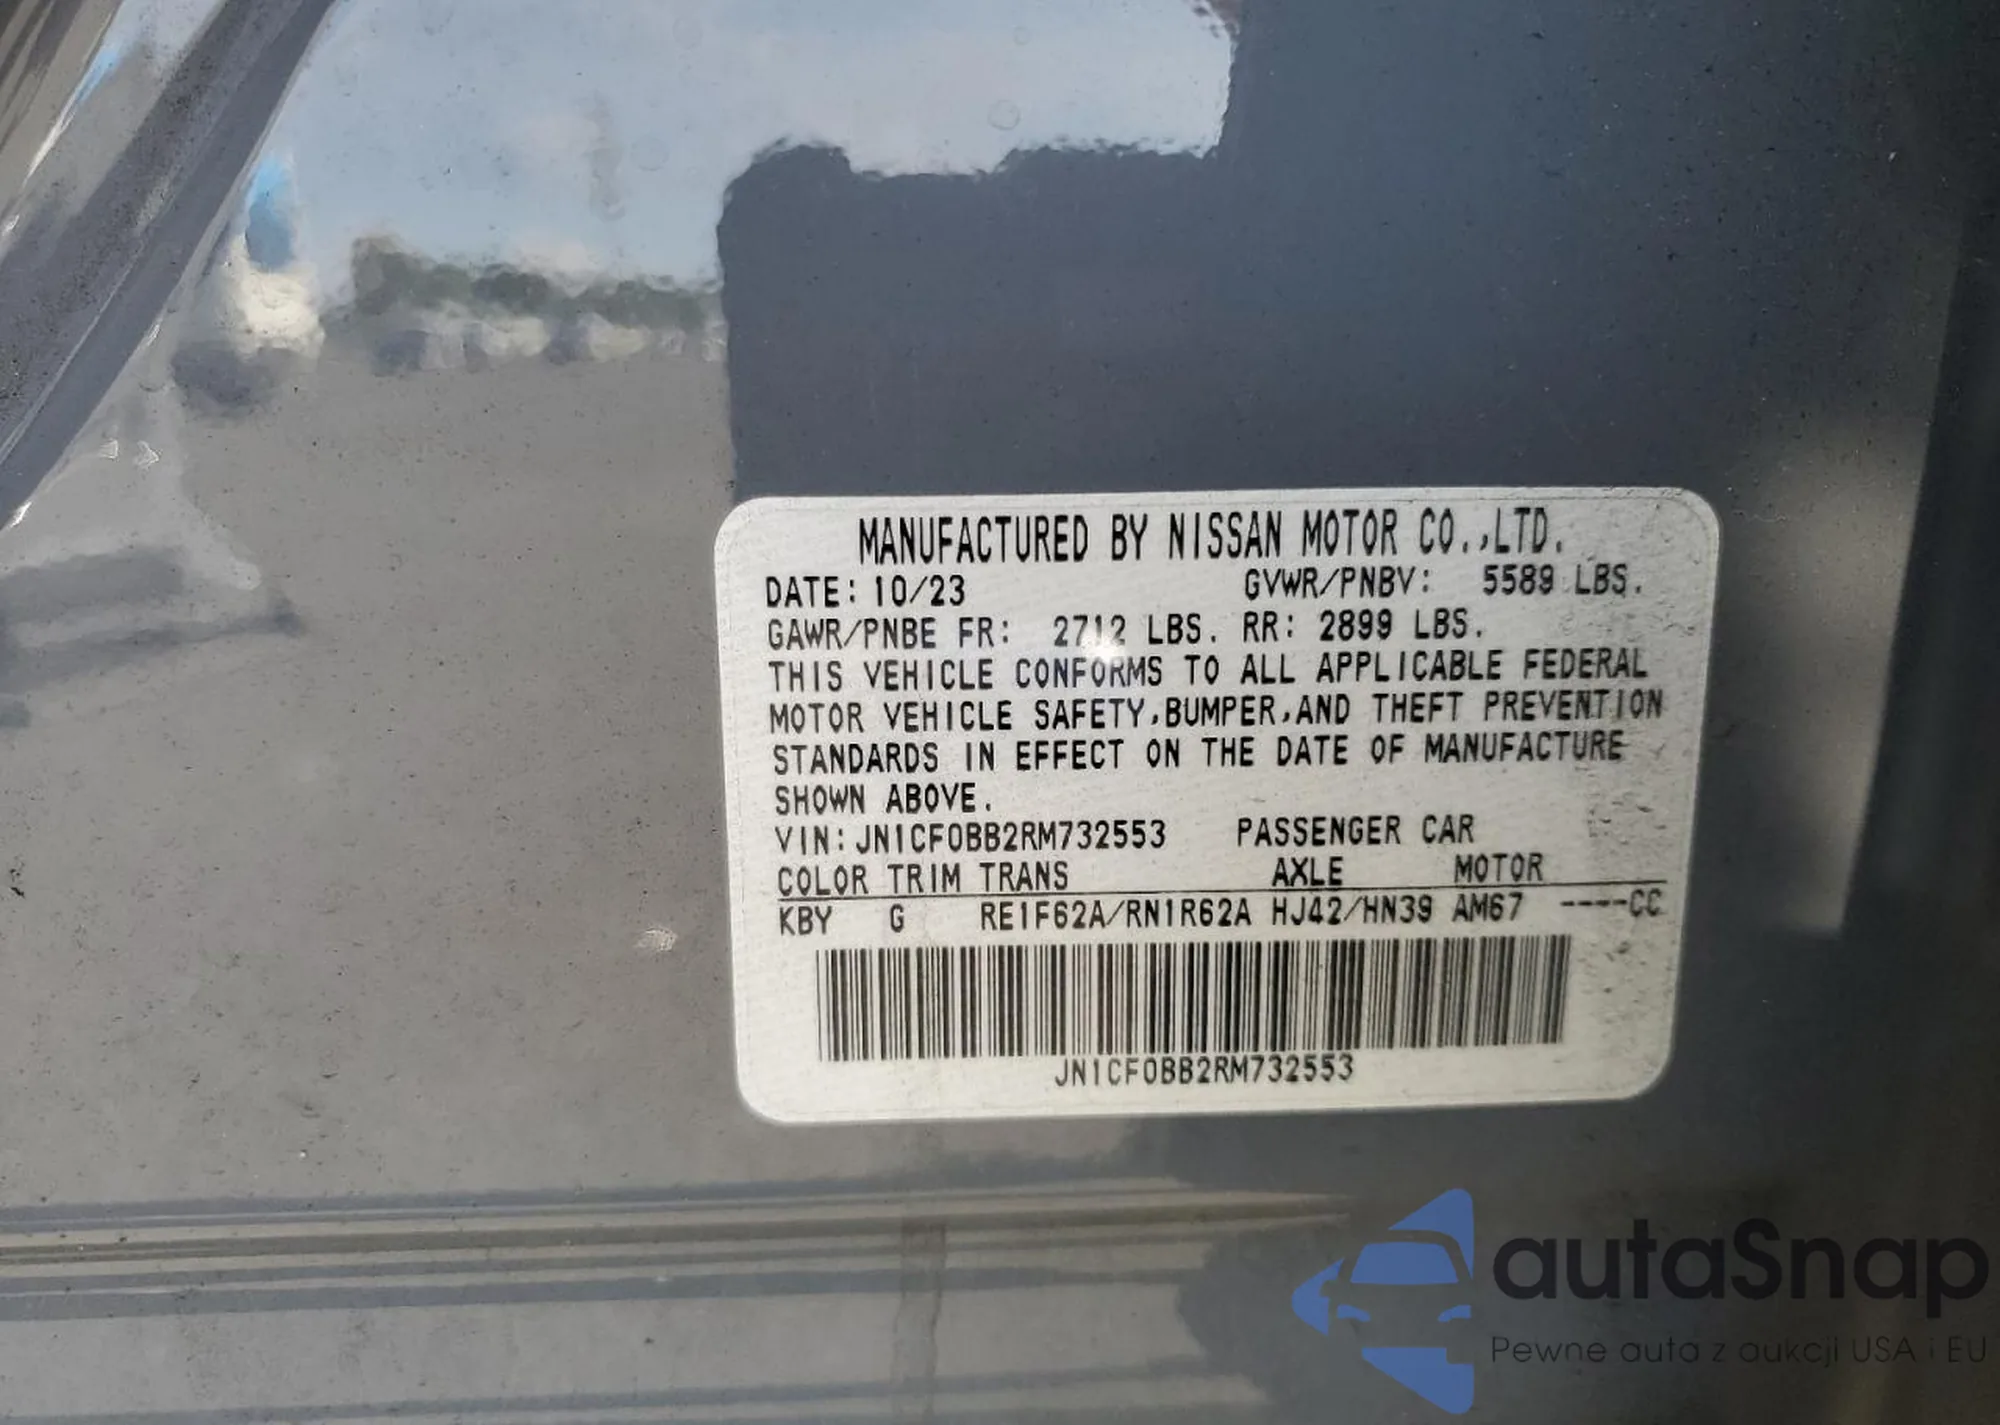 MANUFACTURED BY NISSAN MOTOR CO.,LTD.
DATE: 10/23 GVWR/PNBV: 5589 LBS.
GAWR/PNBE FR: 2712 LBS. RR: 2899 LBS.
THIS VEHICLE CONFORMS TO ALL APPLICABLE FEDERAL
MOTOR VEHICLE SAFETY,BUMPER,AND THEFT PREVENTION
STANDARDS IN EFFECT ON THE DATE OF MANUFACTURE
SHOWN ABOVE.
VIN: JN1CF0BB2RM732553 PASSENGER CAR
COLOR TRIM TRANS AXLE MOTOR
KBY G RE1F62A/RN1R62A HJ42/HN39 AM67 ----CC
JN1CF0BB2RM732553
autaSnap
Pewne auta z aukcji USA i EU